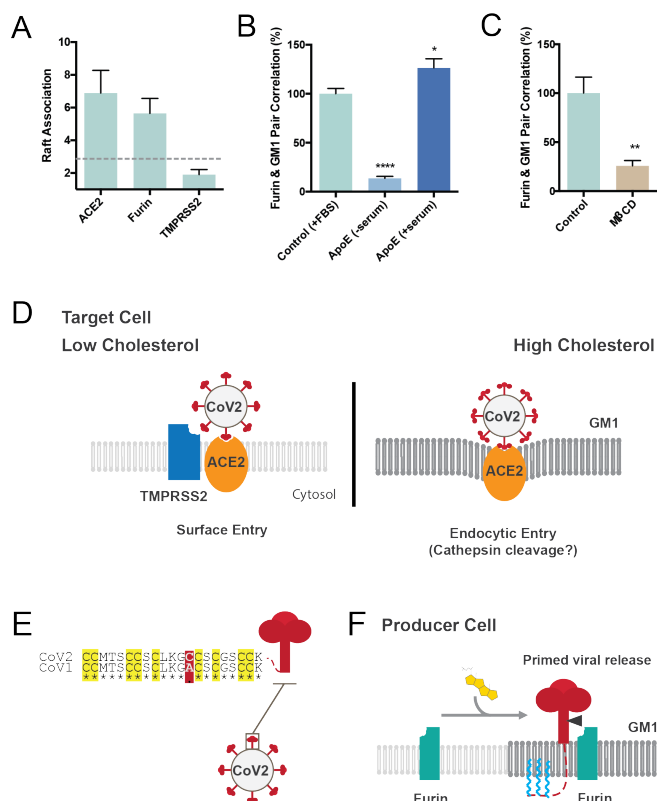 A
B
C
10
8
6
4
2
Raft Association
ACE2
Furin
TMPRSS2
Furin & GM1 Pair Correlation (%)
150
100
50
0
****
*
Control (+FBS)
ApoE (-serum)
ApoE (+serum)
Furin & GM1 Pair Correlation (%)
150
100
50
0
**
Control
MβCD
D
Target Cell
Low Cholesterol
High Cholesterol
CoV2
ACE2
TMPRSS2
Cytosol
Surface Entry
CoV2
GM1
ACE2
Endocytic Entry
(Cathepsin cleavage?)
E
CoV2 CCMTSCCSCLKGCCSCGSCCK
CoV1 CCMTSCCSCLKGACSCGSCCK
************ ********
CoV2
F
Producer Cell
Primed viral release
GM1
Furin
Furin